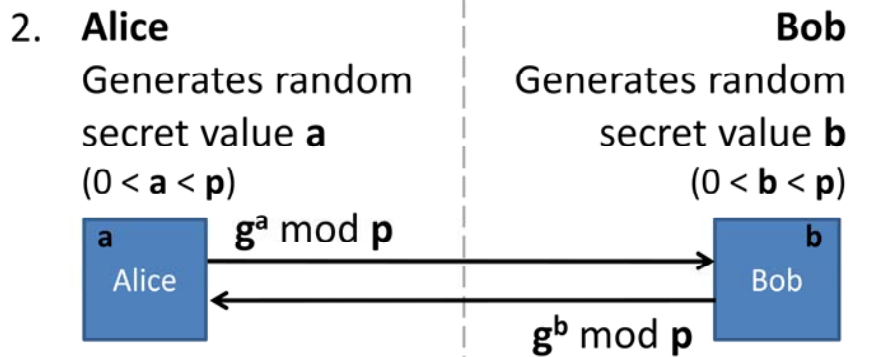 2. Alice
Bob
Generates random
secret value a
(0 < a < p)
Generates random
secret value b
(0 < b < p)
a
Alice
gᵃ mod p
b
Bob
gᵇ mod p